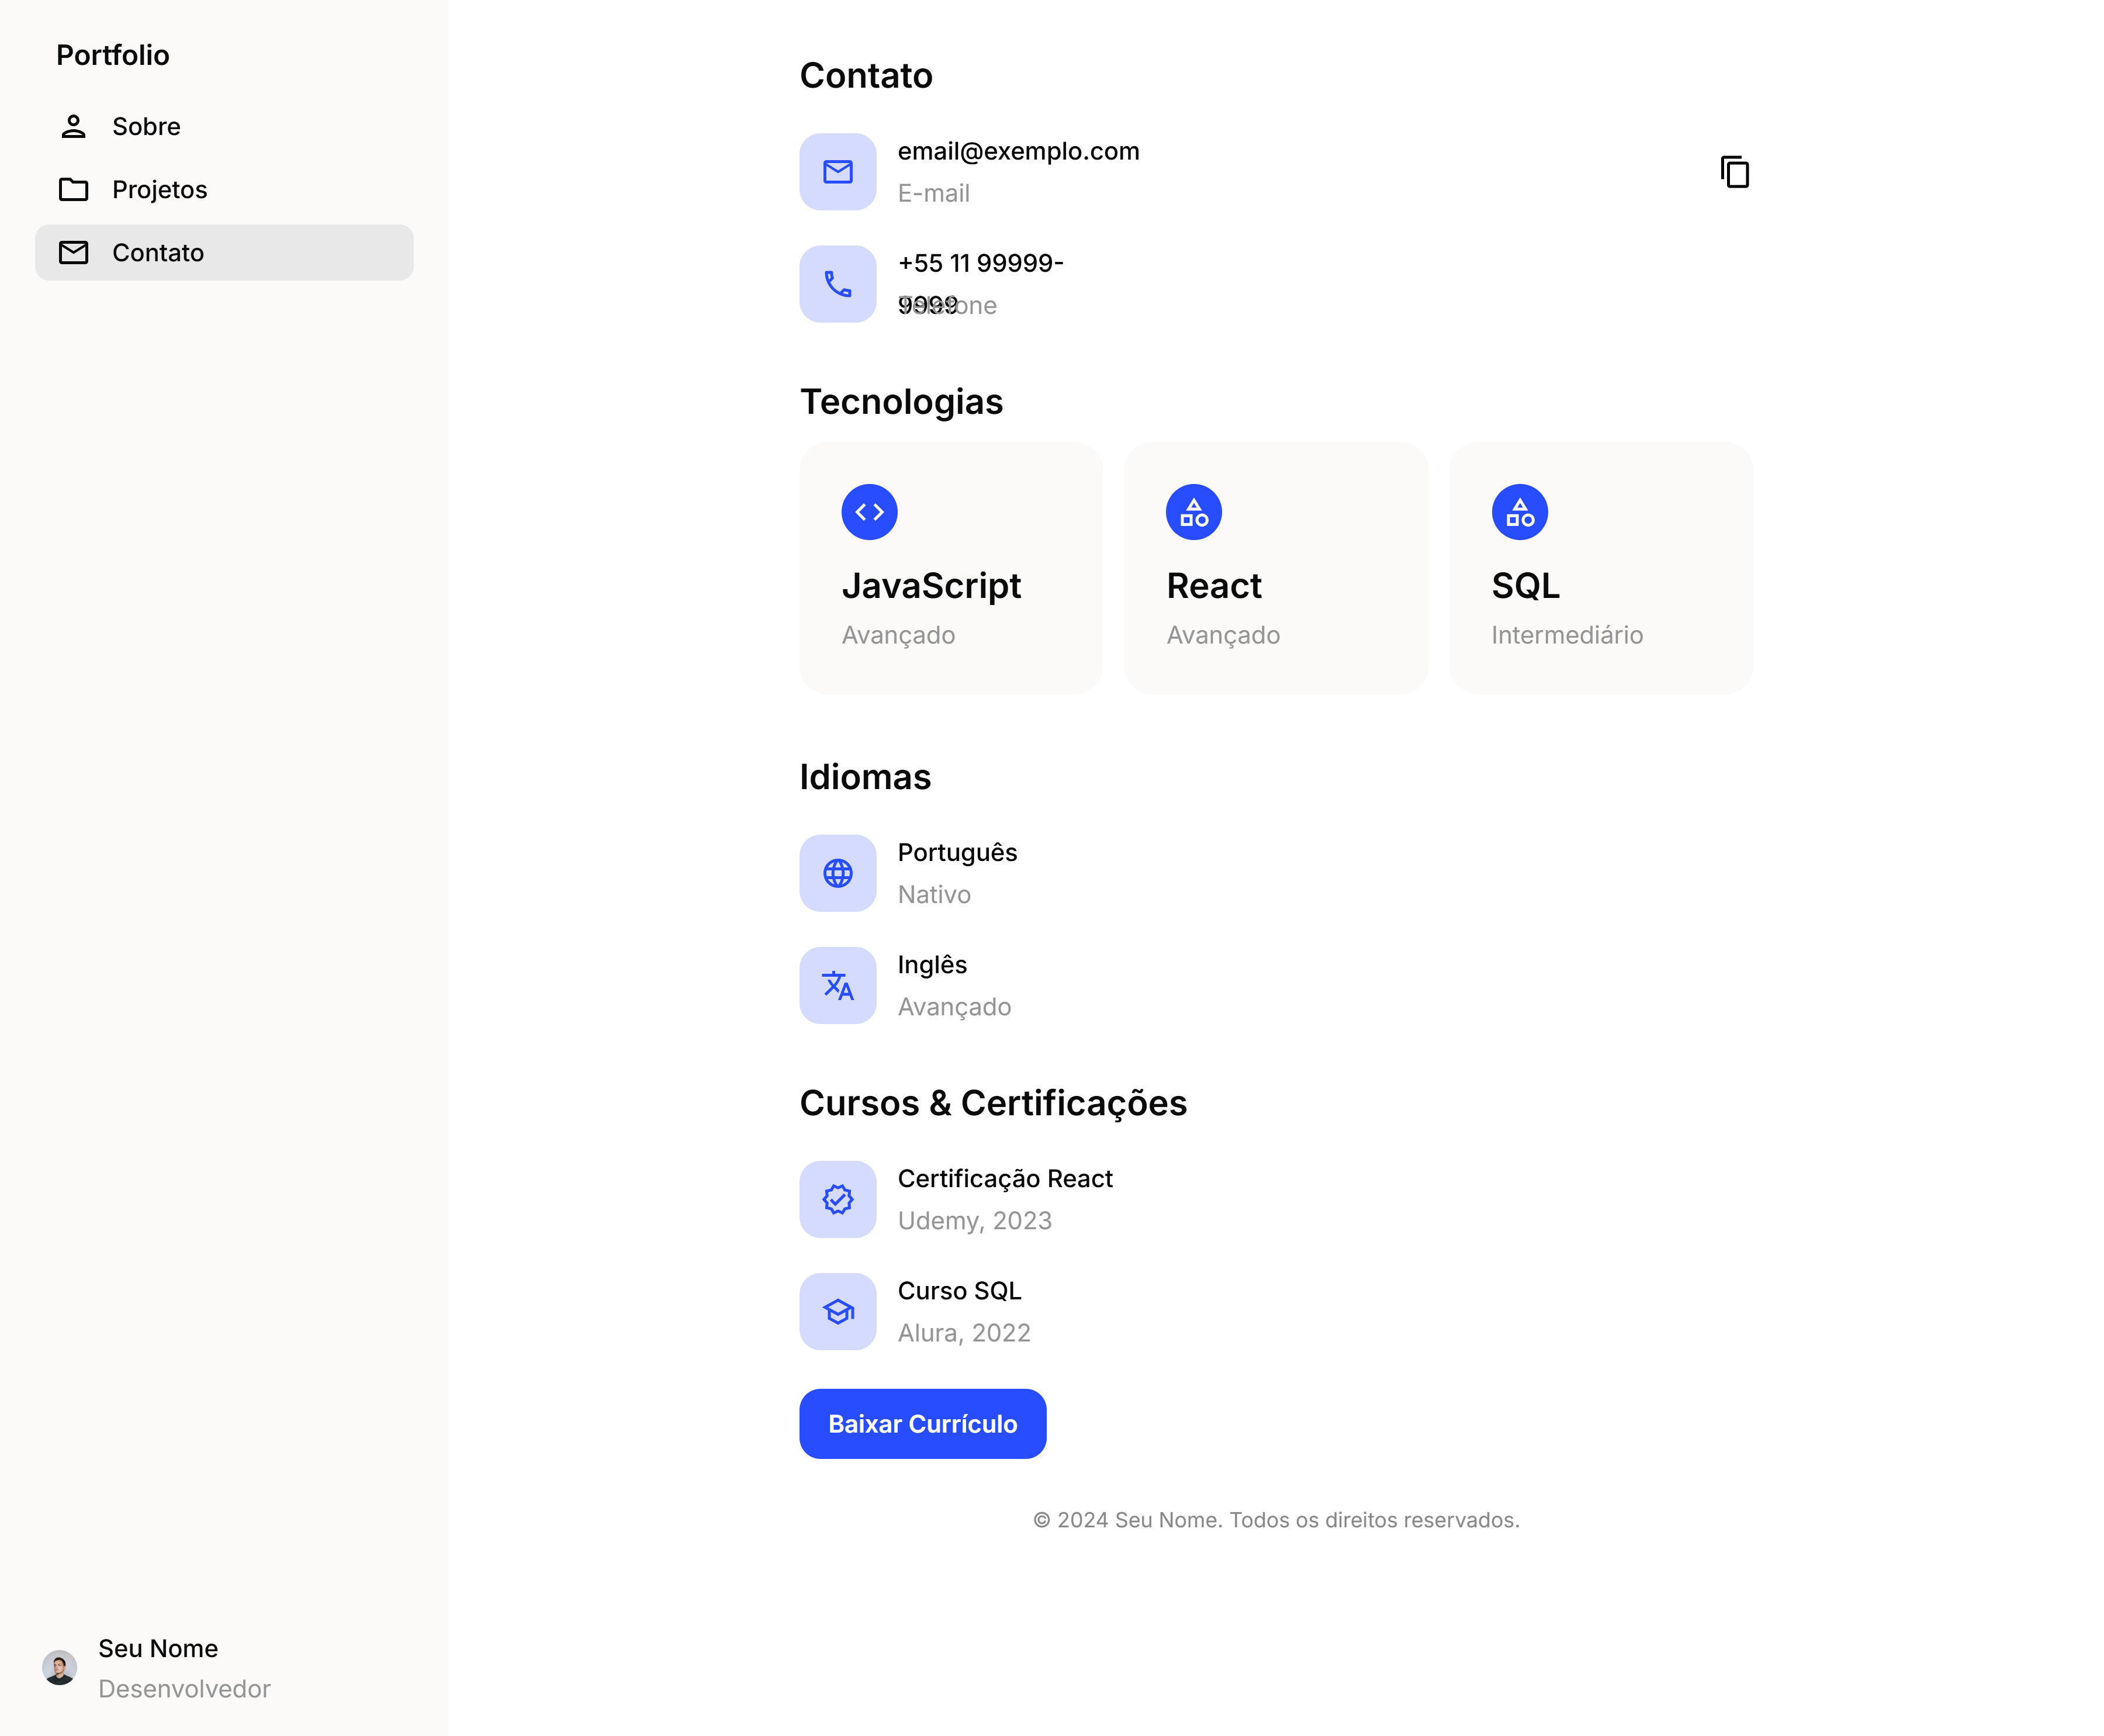 Portfolio
Sobre
Projetos
Contato
Seu Nome
Desenvolvedor
Contato
email@exemplo.com
E-mail
+55 11 99999-
9999
Telefone
Tecnologias
JavaScript
Avançado
React
Avançado
SQL
Intermediário
Idiomas
Português
Nativo
Inglês
Avançado
Cursos & Certificações
Certificação React
Udemy, 2023
Curso SQL
Alura, 2022
Baixar Currículo
© 2024 Seu Nome. Todos os direitos reservados.